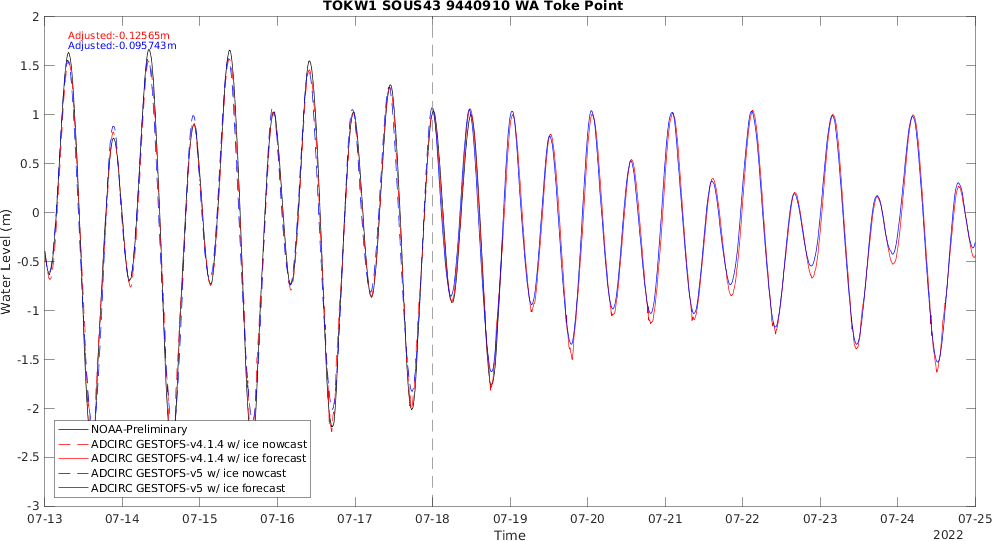 TOKW1 SOUS43 9440910 WA Toke Point
Adjusted:-0.12565m
Adjusted:-0.095743m
Water Level (m)
2
1.5
1
0.5
0
-0.5
-1
-1.5
-2
-2.5
-3
NOAA-Preliminary
ADCIRC GESTOFS-v4.1.4 w/ ice nowcast
ADCIRC GESTOFS-v4.1.4 w/ ice forecast
ADCIRC GESTOFS-v5 w/ ice nowcast
ADCIRC GESTOFS-v5 w/ ice forecast
07-13 07-14 07-15 07-16 07-17 07-18 07-19 07-20 07-21 07-22 07-23 07-24 07-25
Time
2022